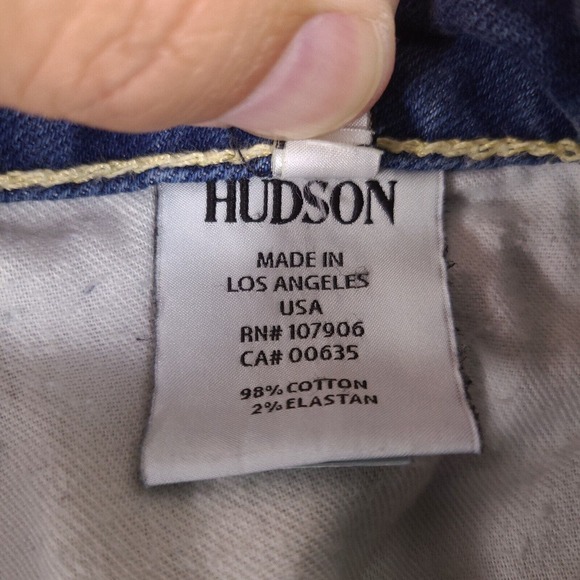 HUDSON
MADE IN
LOS ANGELES
USA
RN# 107906
CA# 00635
98% COTTON
2% ELASTAN